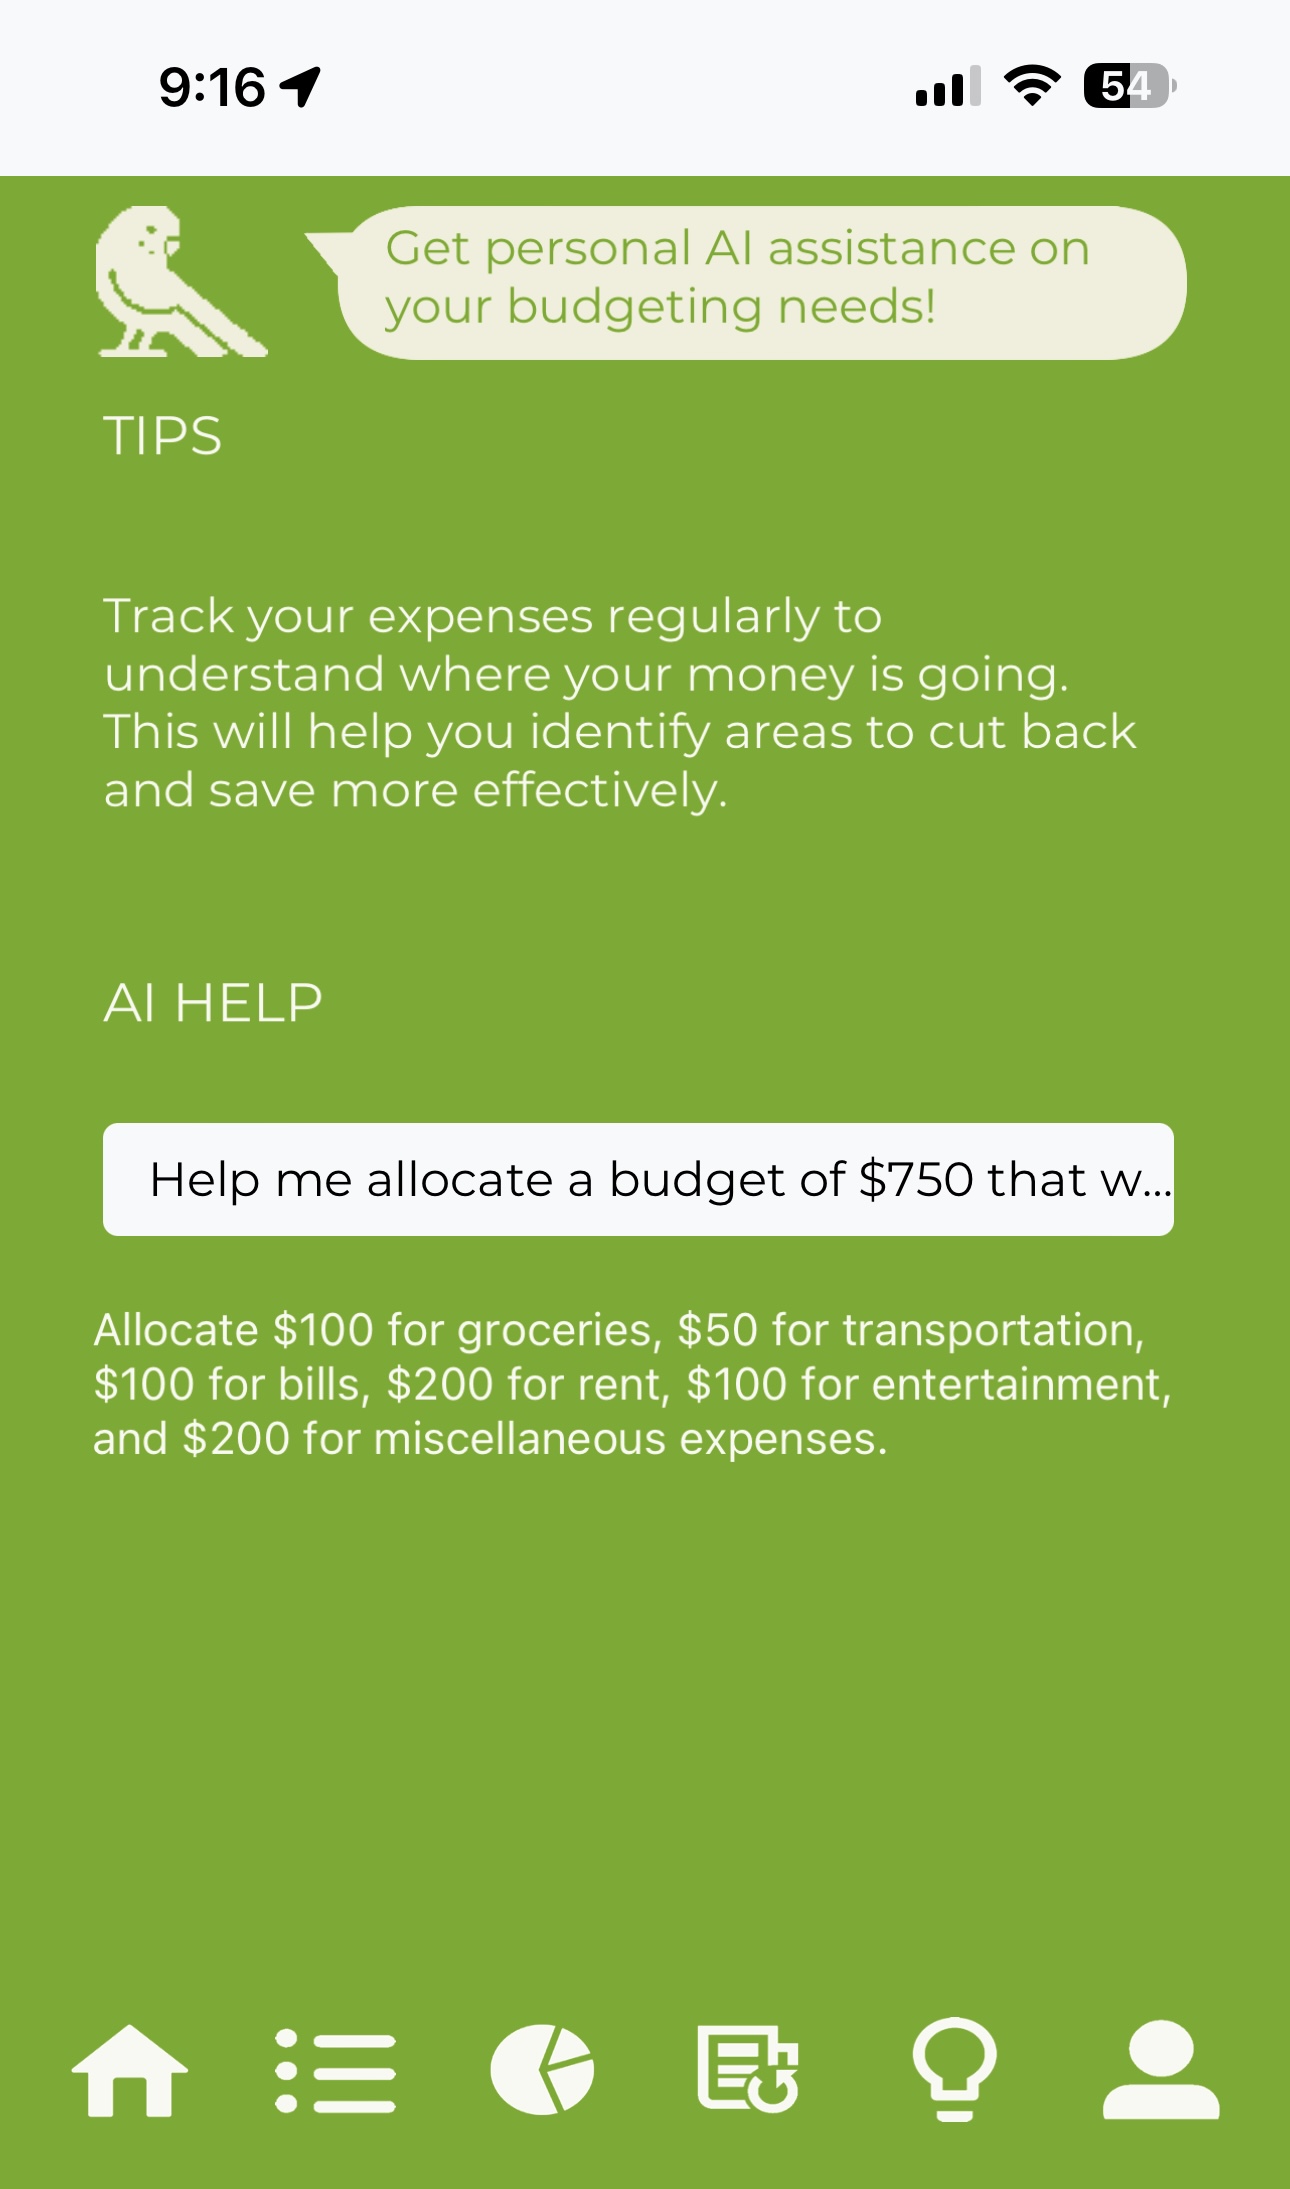 9:16
54
Get personal AI assistance on
your budgeting needs!
TIPS
Track your expenses regularly to
understand where your money is going.
This will help you identify areas to cut back
and save more effectively.
AI HELP
Help me allocate a budget of $750 that w...
Allocate $100 for groceries, $50 for transportation,
$100 for bills, $200 for rent, $100 for entertainment,
and $200 for miscellaneous expenses.